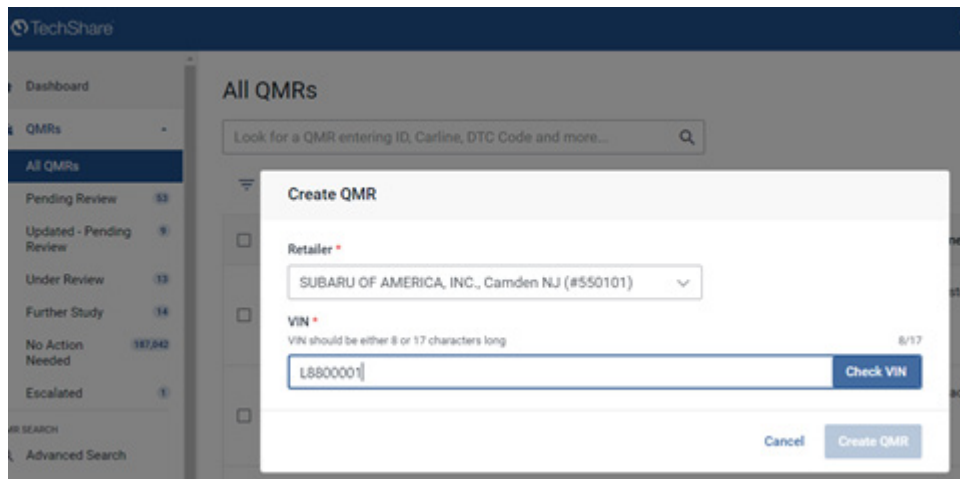 TechShare
Dashboard
QMRs
All QMRs
Pending Review 53
Updated - Pending
Review 9
Under Review 13
Further Study 14
No Action
Needed 187,042
Escalated 1
SEARCH
Advanced Search
All QMRs
Look for a QMR entering ID, Carline, DTC Code and more...
Create QMR
Retailer *
SUBARU OF AMERICA, INC., Camden NJ (#550101)
VIN *
VIN should be either 8 or 17 characters long 8/17
L8800001 Check VIN
Cancel Create QMR